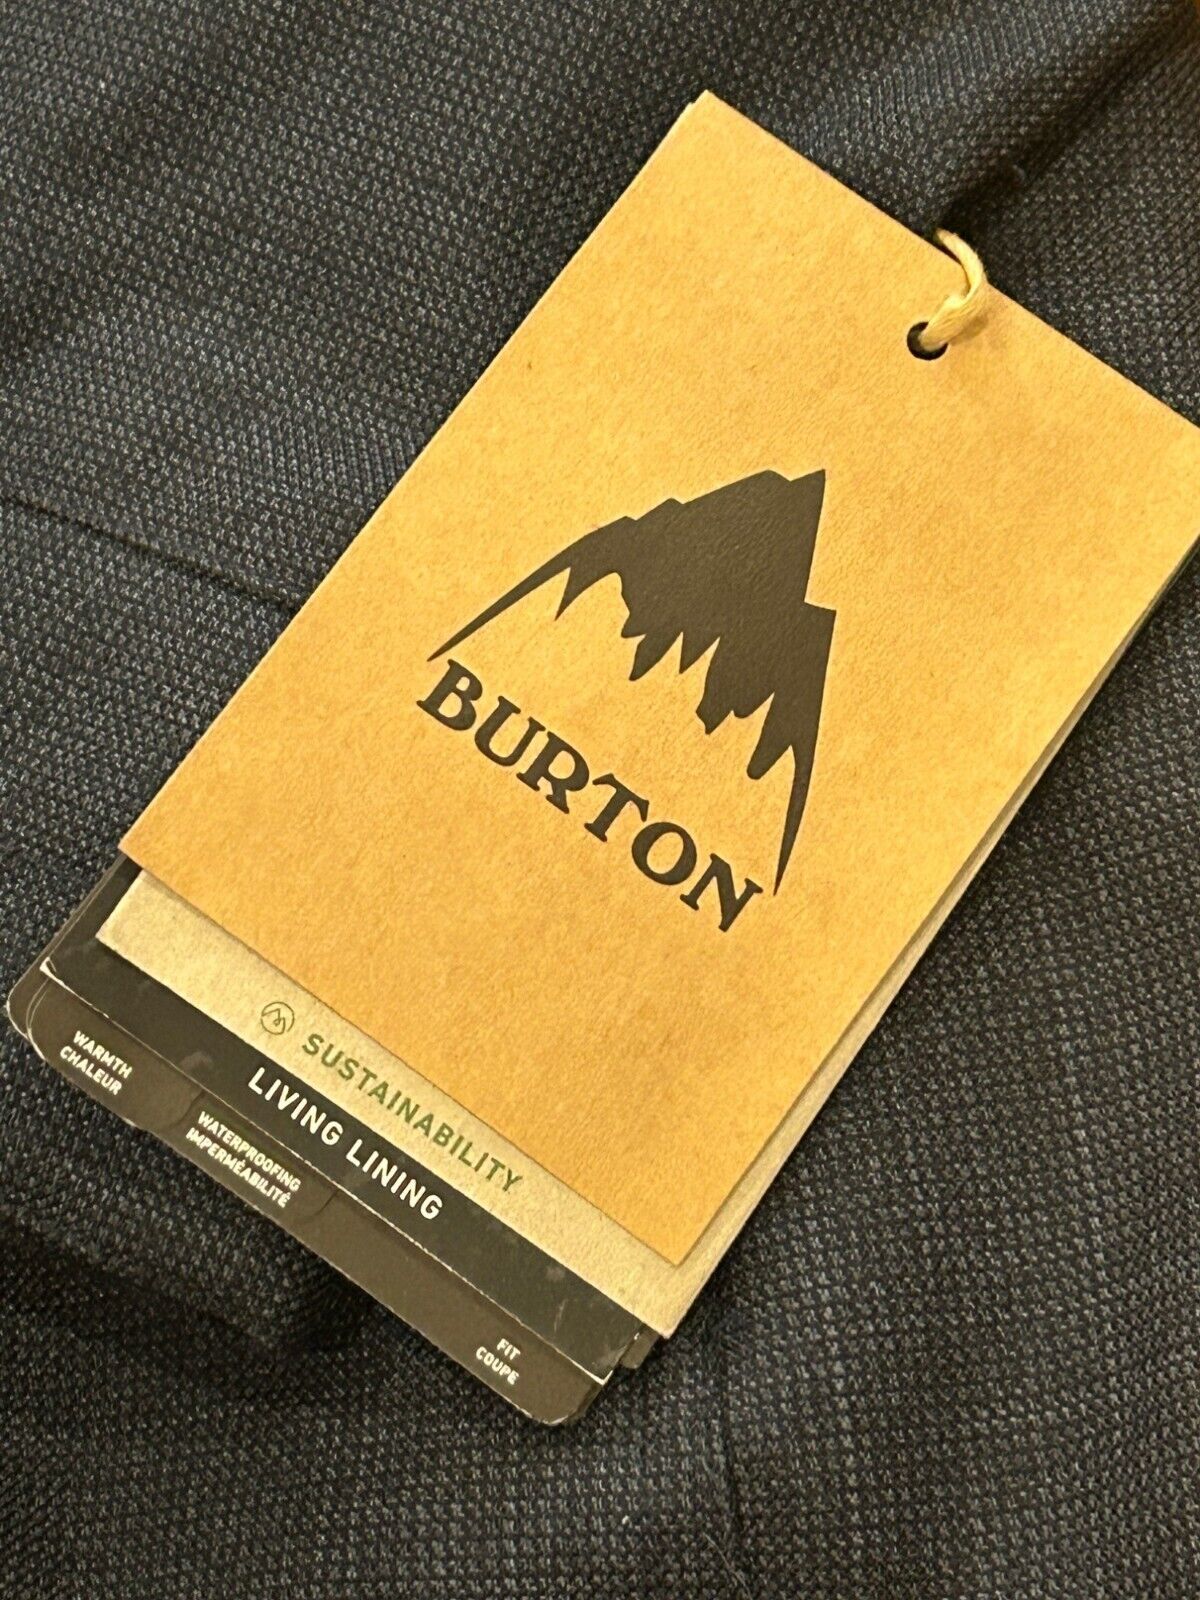 BURTON
SUSTAINABILITY
LIVING LINING
WARMTH
CHALEUR
WATERPROOFING
IMPERMÉABILITÉ
FIT
COUPE